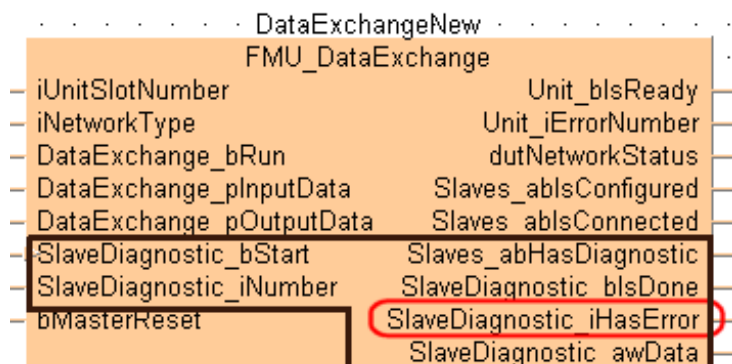 DataExchangeNew
FMU_DataExchange
iUnitSlotNumber Unit_bIsReady
iNetworkType Unit_iErrorNumber
DataExchange_bRun dutNetworkStatus
DataExchange_pInputData Slaves_abIsConfigured
DataExchange_pOutputData Slaves_abIsConnected
SlaveDiagnostic_bStart Slaves_abHasDiagnostic
SlaveDiagnostic_iNumber SlaveDiagnostic_bIsDone
bMasterReset SlaveDiagnostic_iHasError
SlaveDiagnostic_awData